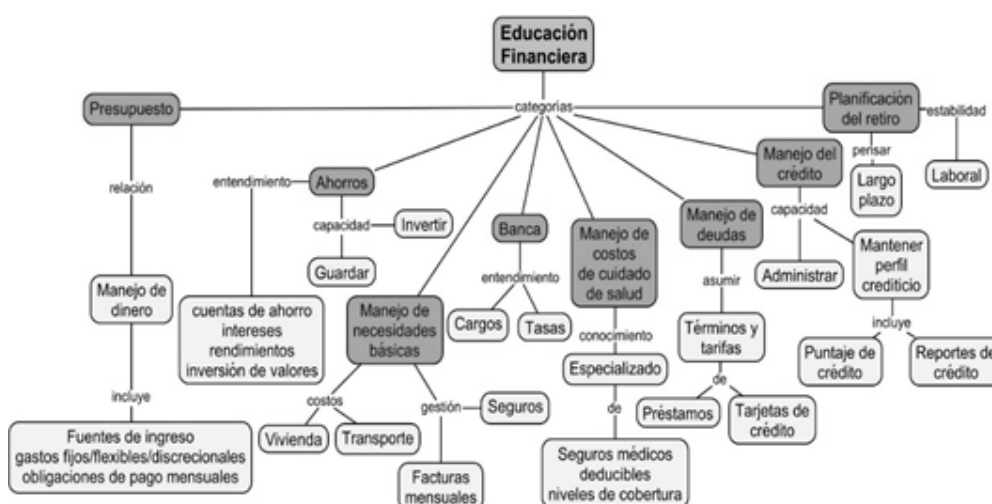 Educación
Financiera
categorías
Presupuesto
relación
Manejo de
dinero
incluye
Fuentes de ingreso
gastos fijos/flexibles/discrecionales
obligaciones de pago mensuales
Ahorros
entendimiento
cuentas de ahorro
intereses
rendimientos
inversión de valores
capacidad
Invertir
Guardar
Manejo de
necesidades
básicas
costos
Vivienda
Transporte
gestión
Seguros
Facturas
mensuales
Banca
entendimiento
Cargos
Tasas
Manejo de
costos
de cuidado
de salud
conocimiento
Especializado
de
Seguros médicos
deducibles
niveles de cobertura
Manejo de
deudas
asumir
Términos y
tarifas
de
Préstamos
Tarjetas de
crédito
Manejo del
crédito
capacidad
Administrar
Mantener
perfil
crediticio
incluye
Puntaje de
crédito
Reportes de
crédito
Planificación
del retiro
pensar
Largo
plazo
estabilidad
Laboral